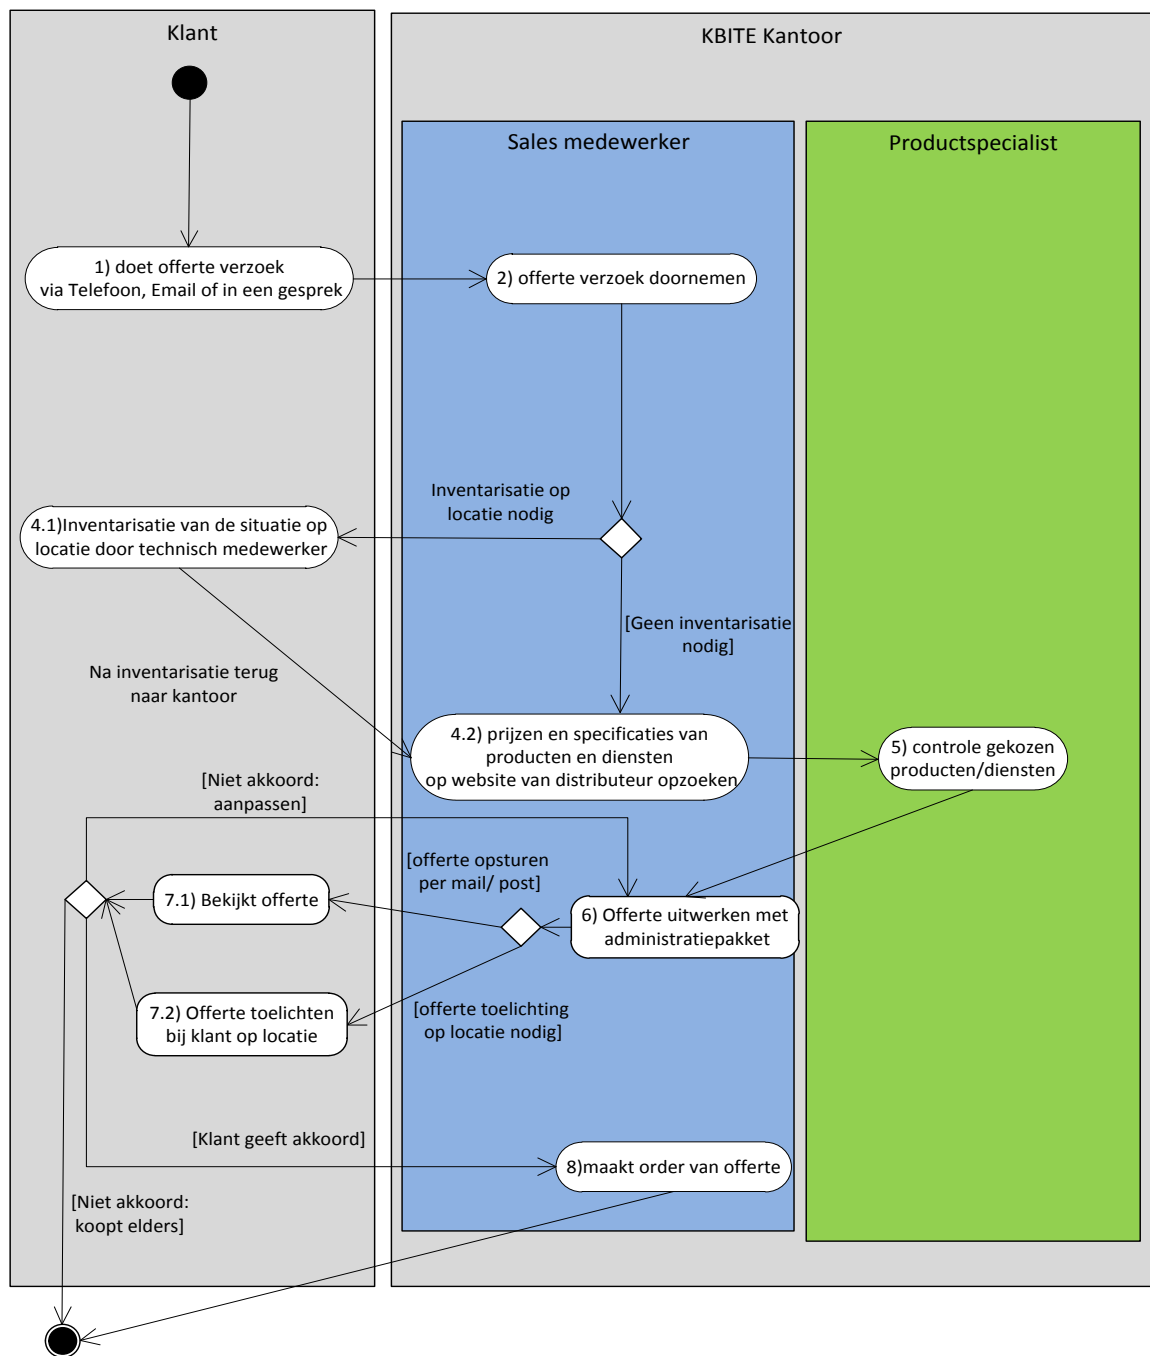 Klant
KBITE Kantoor
Sales medewerker
Productspecialist
1) doet offerte verzoek
via Telefoon, Email of in een gesprek
2) offerte verzoek doornemen
Inventarisatie op
locatie nodig
4.1)Inventarisatie van de situatie op
locatie door technisch medewerker
[Geen inventarisatie
nodig]
Na inventarisatie terug
naar kantoor
4.2) prijzen en specificaties van
producten en diensten
op website van distributeur opzoeken
5) controle gekozen
producten/diensten
[Niet akkoord:
aanpassen]
[offerte opsturen
per mail/ post]
7.1) Bekijkt offerte
6) Offerte uitwerken met
administratiepakket
7.2) Offerte toelichten
bij klant op locatie
[offerte toelichting
op locatie nodig]
[Klant geeft akkoord]
8)maakt order van offerte
[Niet akkoord:
koopt elders]